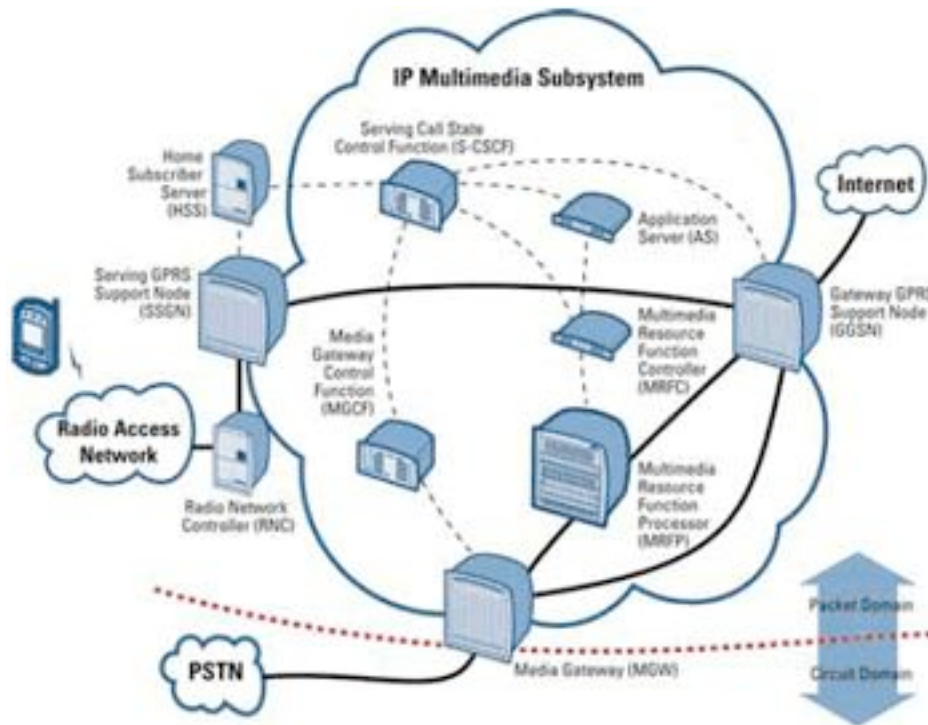 IP Multimedia Subsystem
Serving Call State
Control Function (S-CSCF)
Home
Subscriber
Server
(HSS)
Internet
Application
Server (AS)
Serving GPRS
Support Node
(SSGN)
Gateway GPRS
Support Node
(GGSN)
Media
Gateway
Control
Function
(MGCF)
Multimedia
Resource
Function
Controller
(MRFC)
Radio Access
Network
Multimedia
Resource
Function
Processor
(MRFP)
Radio Network
Controller (RNC)
Packet Domain
PSTN
Media Gateway (MGW)
Circuit Domain